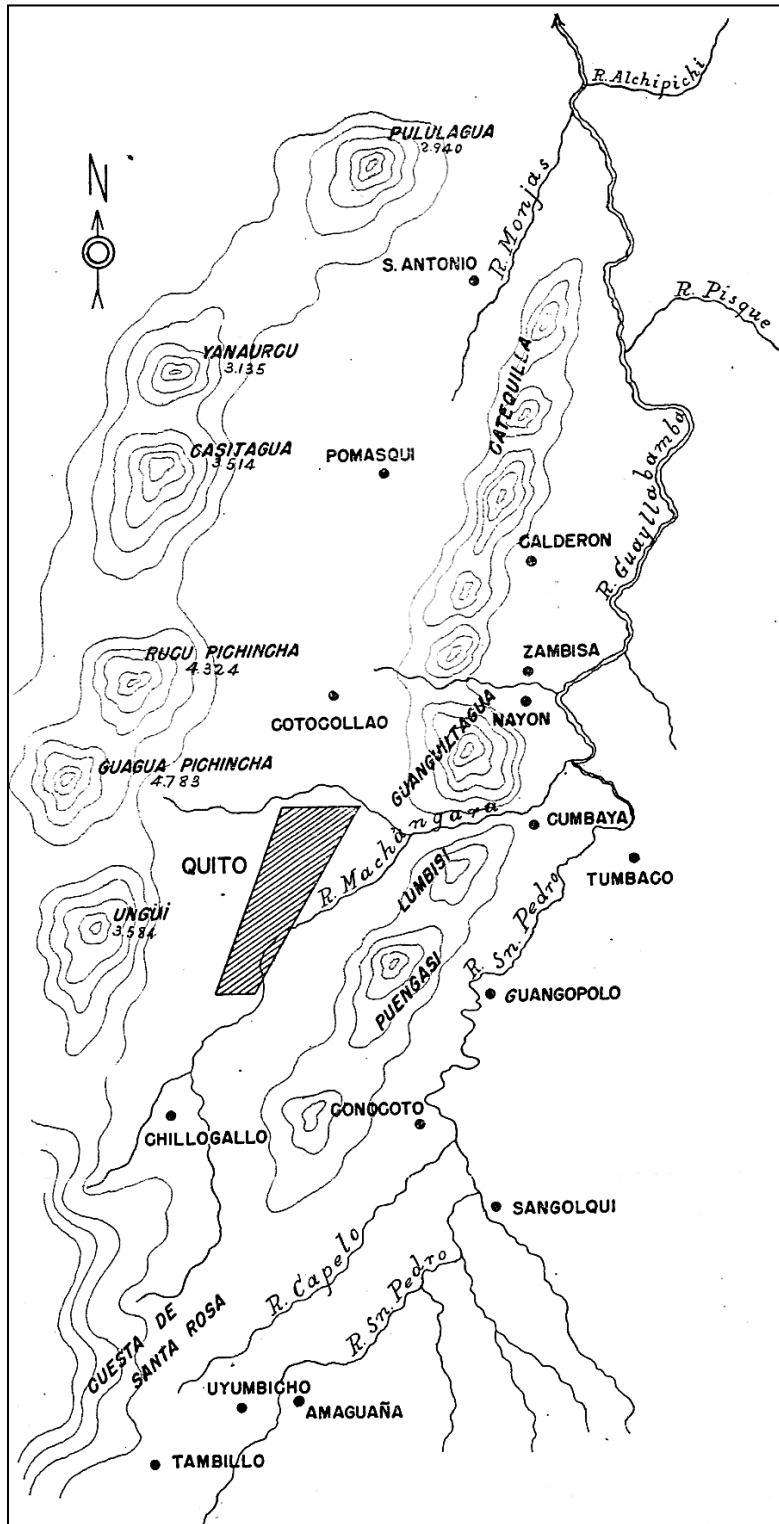 R. Alchipichi
PULULAGUA
2.940
N
R. Monjas
S. ANTONIO
R. Pisque
YANAURCU
3.135
CATEQUILLA
CASITAGUA
3.514
POMASQUI
R. Guayllabamba
CALDERON
RUCU PICHINCHA
4.324
ZAMBISA
COTOCOLLAO
NAYON
GUANGUILTAGUA
GUAGUA PICHINCHA
4.783
R. Machángara
CUMBAYA
QUITO
LUMBISI
TUMBACO
UNGÜI
3.584
R. Sn. Pedro
PUENGASI
GUANGOPOLO
CONOCOTO
CHILLOGALLO
SANGOLQUI
R. Capelo
R. Sn. Pedro
CUESTA DE
SANTA ROSA
UYUMBICHO
AMAGUAÑA
TAMBILLO